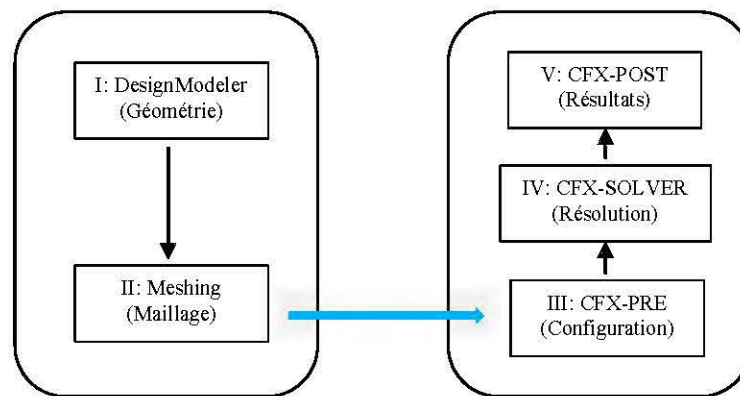 I: DesignModeler
(Géométrie)
II: Meshing
(Maillage)
III: CFX-PRE
(Configuration)
IV: CFX-SOLVER
(Résolution)
V: CFX-POST
(Résultats)